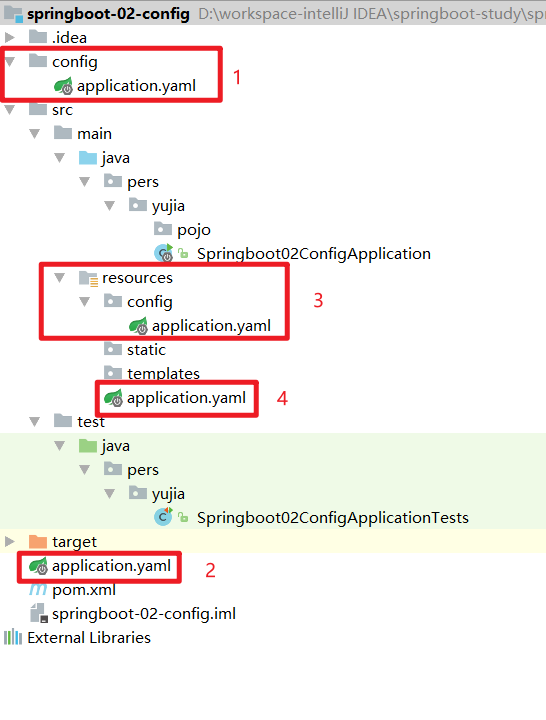 springboot-02-config D:\workspace-intelliJ IDEA\springboot-study\spr
.idea
config
application.yaml 1
src
main
java
pers
yujia
pojo
Springboot02ConfigApplication
resources
config 3
application.yaml
static
templates
application.yaml 4
test
java
pers
yujia
Springboot02ConfigApplicationTests
target
application.yaml 2
pom.xml
springboot-02-config.iml
External Libraries